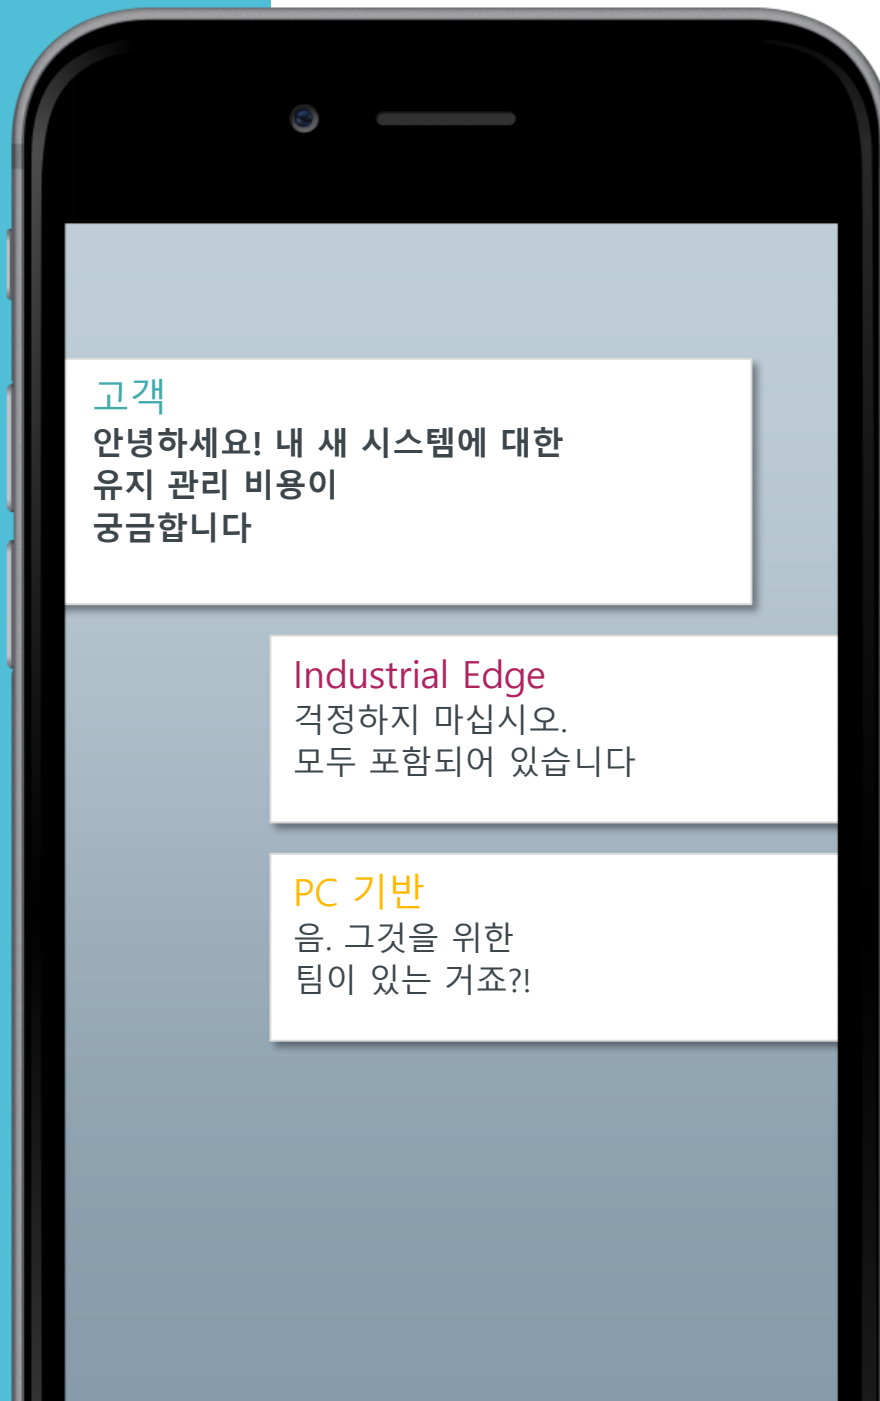 고객
안녕하세요! 내 새 시스템에 대한
유지 관리 비용이
궁금합니다
Industrial Edge
걱정하지 마십시오.
모두 포함되어 있습니다
PC 기반
음. 그것을 위한
팀이 있는 거죠?!